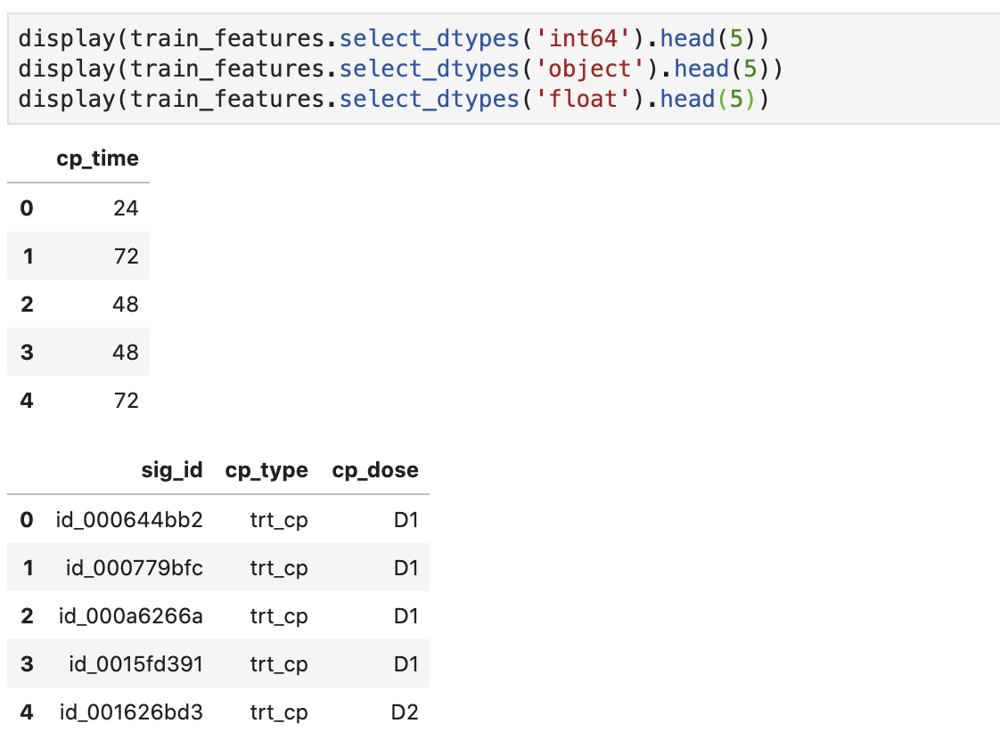 display(train_features.select_dtypes('int64').head(5))
display(train_features.select_dtypes('object').head(5))
display(train_features.select_dtypes('float').head(5))
cp_time
0 24
1 72
2 48
3 48
4 72
sig_id cp_type cp_dose
0 id_000644bb2 trt_cp D1
1 id_000779bfc trt_cp D1
2 id_000a6266a trt_cp D1
3 id_0015fd391 trt_cp D1
4 id_001626bd3 trt_cp D2